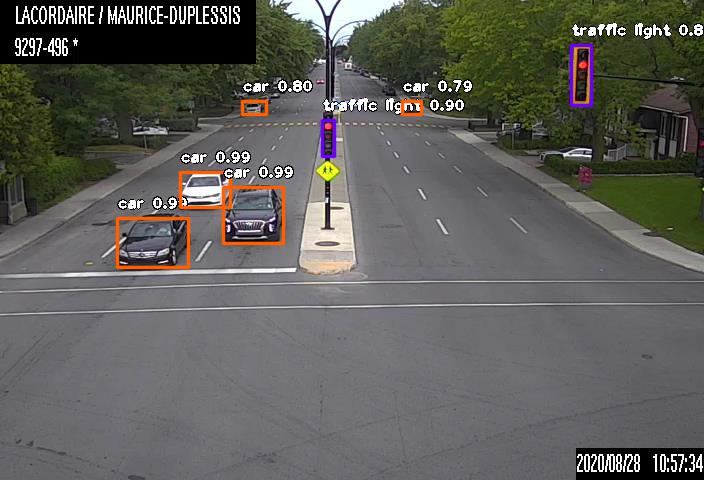 LACORDAIRE / MAURICE-DUPLESSIS
9297-496 *
traffic light 0.8
car 0.80
car 0.79
traffic light 0.90
car 0.99
car 0.99
car 0.99
2020/08/28 10:57:34